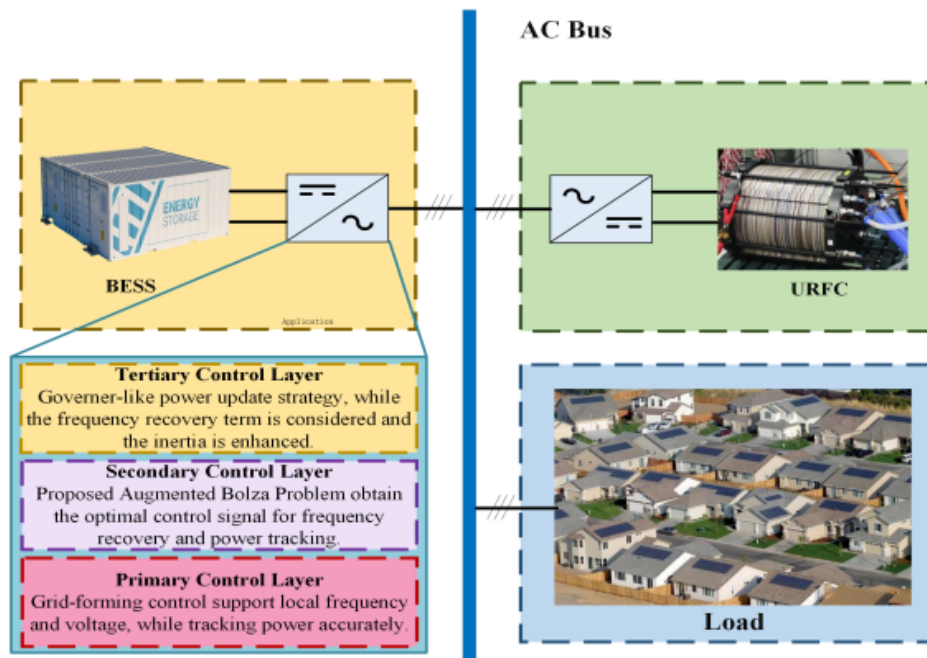 AC Bus
ENERGY
STORAGE
BESS
Application
URFC
Tertiary Control Layer
Governer-like power update strategy, while
the frequency recovery term is considered and
the inertia is enhanced.
Secondary Control Layer
Proposed Augmented Bolza Problem obtain
the optimal control signal for frequency
recovery and power tracking.
Primary Control Layer
Grid-forming control support local frequency
and voltage, while tracking power accurately.
Load